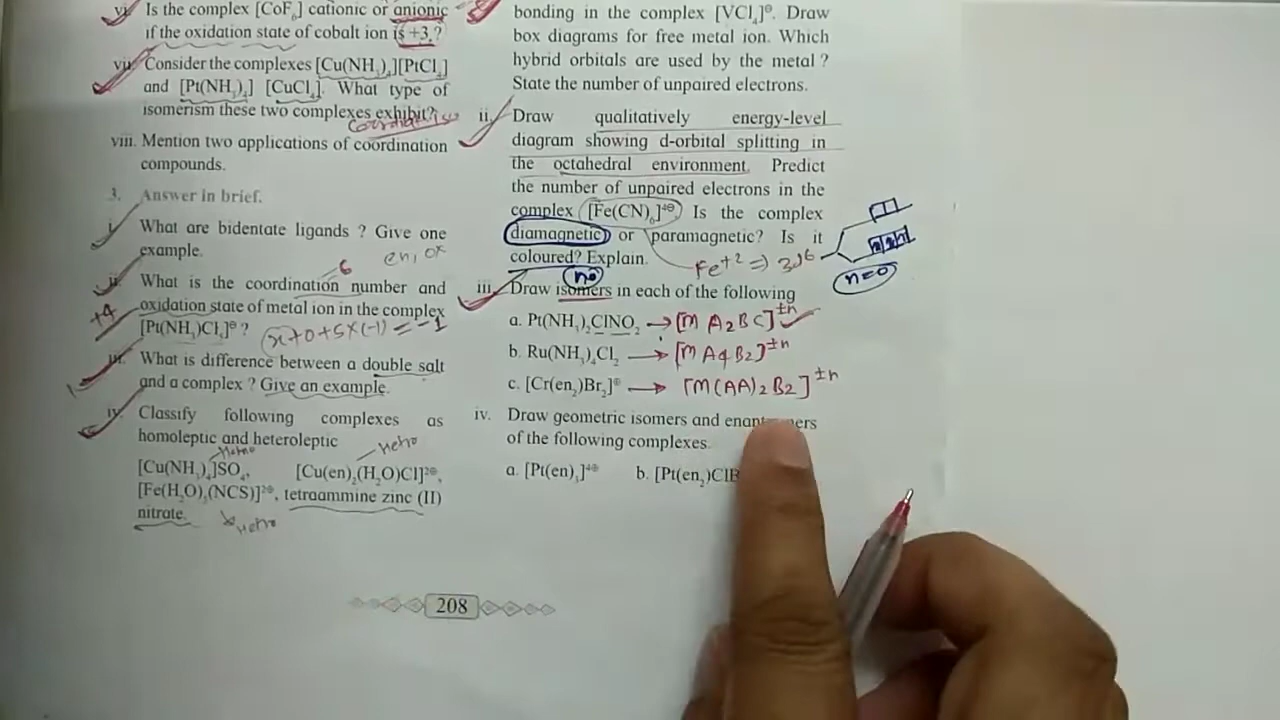 vi. Is the complex [CoF₆] cationic or anionic
if the oxidation state of cobalt ion is +3 ?
vii. Consider the complexes [Cu(NH₃)₄][PtCl₄]
and [Pt(NH₃)₄] [CuCl₄]. What type of
isomerism these two complexes exhibit?
viii. Mention two applications of coordination
compounds.
3. Answer in brief.
i. What are bidentate ligands ? Give one
example.
en, ox
ii. What is the coordination number and
6
oxidation state of metal ion in the complex
+4
[Pt(NH₃)Cl₅]⊖ ?
x+0+5×(-1) = -1
iii. What is difference between a double salt
and a complex ? Give an example.
iv. Classify following complexes as
homoleptic and heteroleptic
Homo
Hetro
[Cu(NH₃)₄]SO₄, [Cu(en)₂(H₂O)Cl]²⊕,
[Fe(H₂O)₅(NCS)]²⊕, tetraammine zinc (II)
nitrate.
Hetro
bonding in the complex [VCl₄]⊖. Draw
box diagrams for free metal ion. Which
hybrid orbitals are used by the metal ?
State the number of unpaired electrons.
ii. Draw qualitatively energy-level
diagram showing d-orbital splitting in
the octahedral environment. Predict
the number of unpaired electrons in the
complex [Fe(CN)₆]⁴⊖ Is the complex
diamagnetic or paramagnetic? Is it
coloured? Explain.
no
Fe⁺² ⇒ 3d⁶
n=0
iii. Draw isomers in each of the following
a. Pt(NH₃)₂ClNO₂ → [M A₂BC]±n
b. Ru(NH₃)₄Cl₂ → [M A4 B₂]±n
c. [Cr(en₂)Br₂]⊕ → [M(AA)₂ B₂]±n
iv. Draw geometric isomers and
of the following complexes.
a. [Pt(en)₃]⁴⊕ b. [Pt(en₂)ClB
208